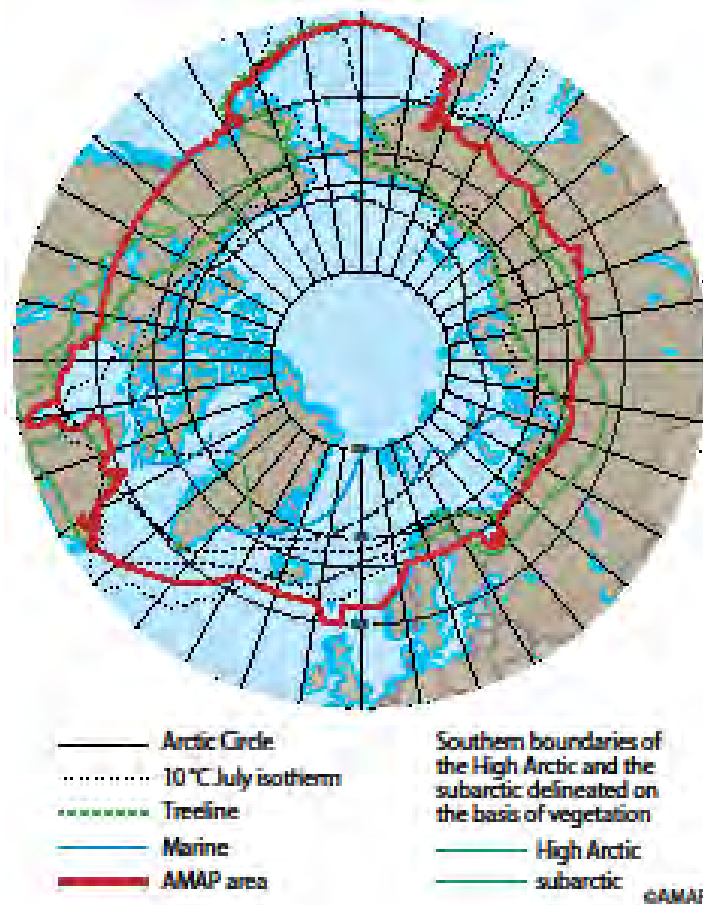 Arctic Circle
10 °C July isotherm
Treeline
Marine
AMAP area
Southern boundaries of
the High Arctic and the
subarctic delineated on
the basis of vegetation
High Arctic
subarctic
©AMAP